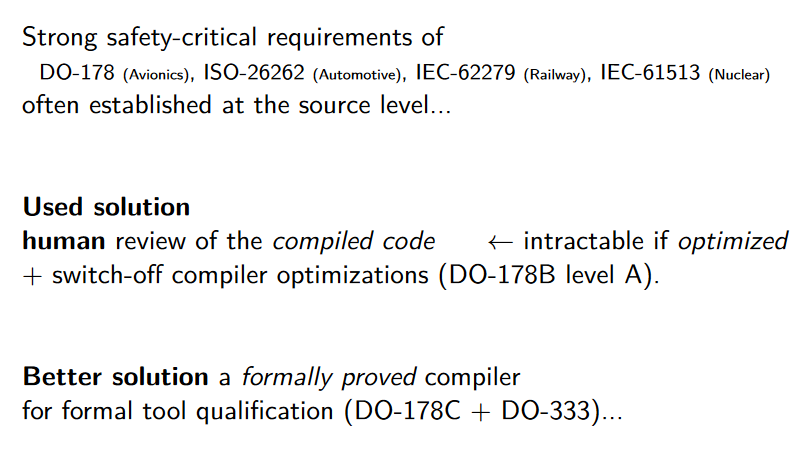 Strong safety-critical requirements of
DO-178 (Avionics), ISO-26262 (Automotive), IEC-62279 (Railway), IEC-61513 (Nuclear)
often established at the source level...
Used solution
human review of the compiled code ← intractable if optimized
+ switch-off compiler optimizations (DO-178B level A).
Better solution a formally proved compiler
for formal tool qualification (DO-178C + DO-333)...